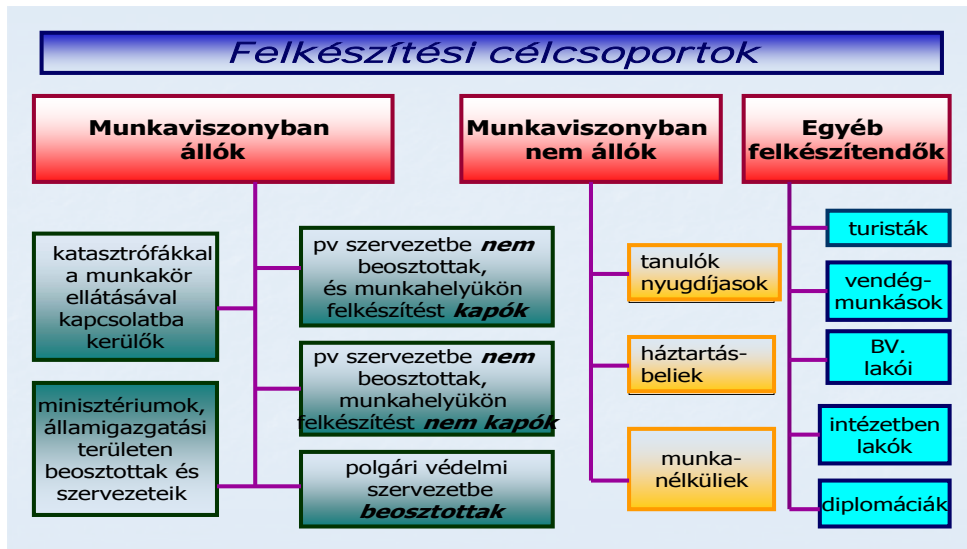 Felkészítési célcsoportok
Munkaviszonyban
állók
katasztrófákkal
a munkakör
ellátásával
kapcsolatba
kerülők
minisztériumok,
államigazgatási
területen
beosztottak és
szervezeteik
pv szervezetbe nem
beosztottak,
és munkahelyükön
felkészítést kapók
pv szervezetbe nem
beosztottak,
munkahelyükön
felkészítést nem kapók
polgári védelmi
szervezetbe
beosztottak
Munkaviszonyban
nem állók
tanulók
nyugdíjasok
háztartás-
beliek
munka-
nélküliek
Egyéb
felkészítendők
turisták
vendég-
munkások
BV.
lakói
intézetben
lakók
diplomáciák